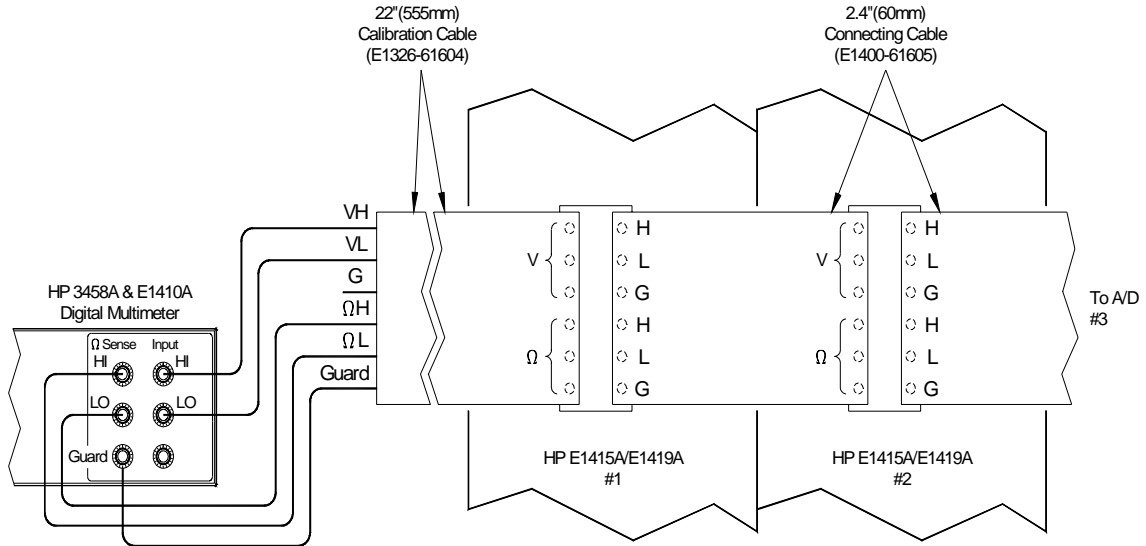 22"(555mm)
Calibration Cable
(E1326-61604)
2.4"(60mm)
Connecting Cable
(E1400-61605)
VH
VL
G
ΩH
ΩL
Guard
HP 3458A & E1410A
Digital Multimeter
Ω Sense Input
HI HI
LO LO
Guard
V
H
L
G
Ω
H
L
G
V
H
L
G
Ω
H
L
G
To A/D
#3
HP E1415A/E1419A
#1
HP E1415A/E1419A
#2